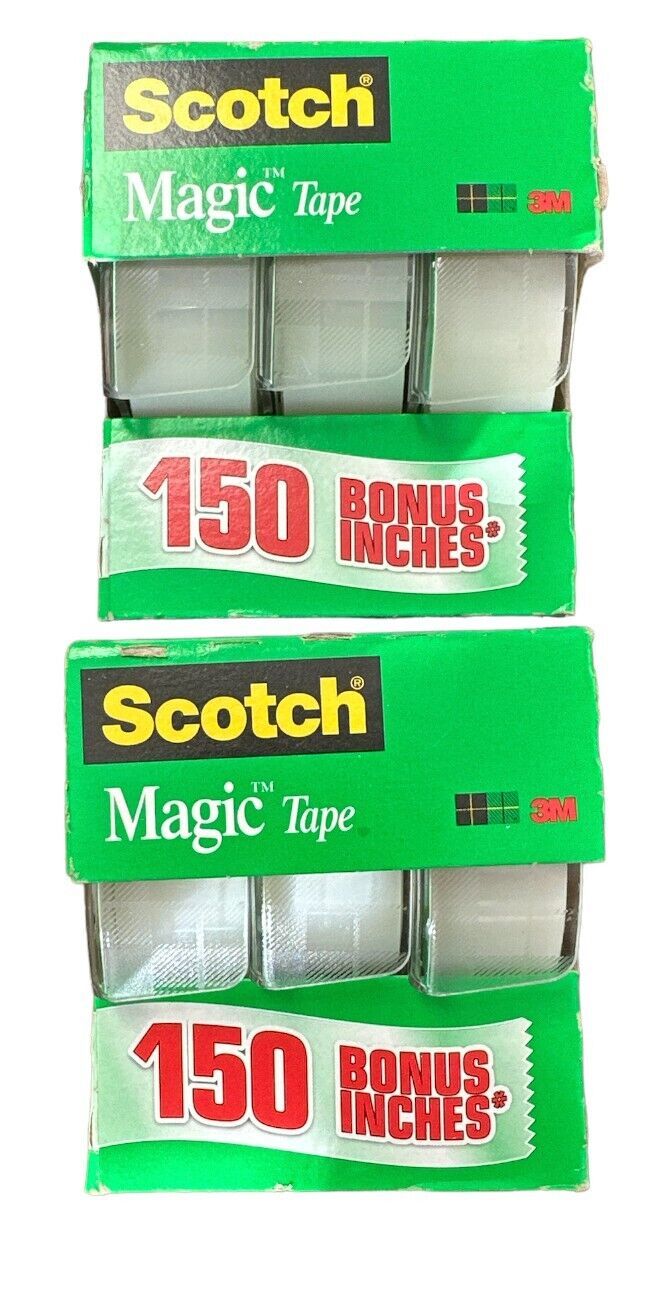 Scotch®
Magic™ Tape
3M
150 BONUS
INCHES*
Scotch®
Magic™ Tape
3M
150 BONUS
INCHES*